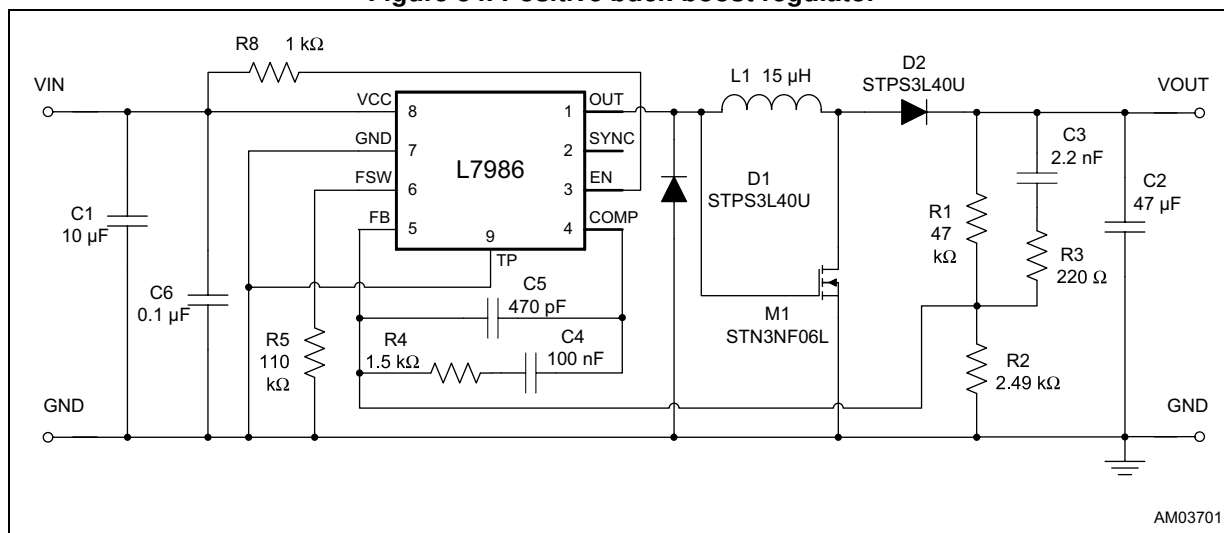 Figure Positive buck-boost regulator
R8 1 kΩ
VIN
VCC
GND
FSW
FB
8
7
6
5
L7986
9
TP
1
2
3
4
OUT
SYNC
EN
COMP
L1 15 µH
D2
STPS3L40U
VOUT
D1
STPS3L40U
C3
2.2 nF
C2
47 µF
R1
47
kΩ
R3
220 Ω
C1
10 µF
C6
0.1 µF
C5
470 pF
R4
1.5 kΩ
C4
100 nF
R5
110
kΩ
M1
STN3NF06L
R2
2.49 kΩ
GND
GND
AM03701